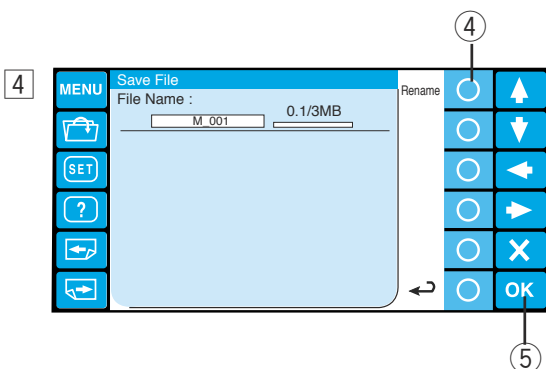 ④
4
MENU
Save File
Rename
File Name :
0.1/3MB
M_001
SET
?
OK
⑤